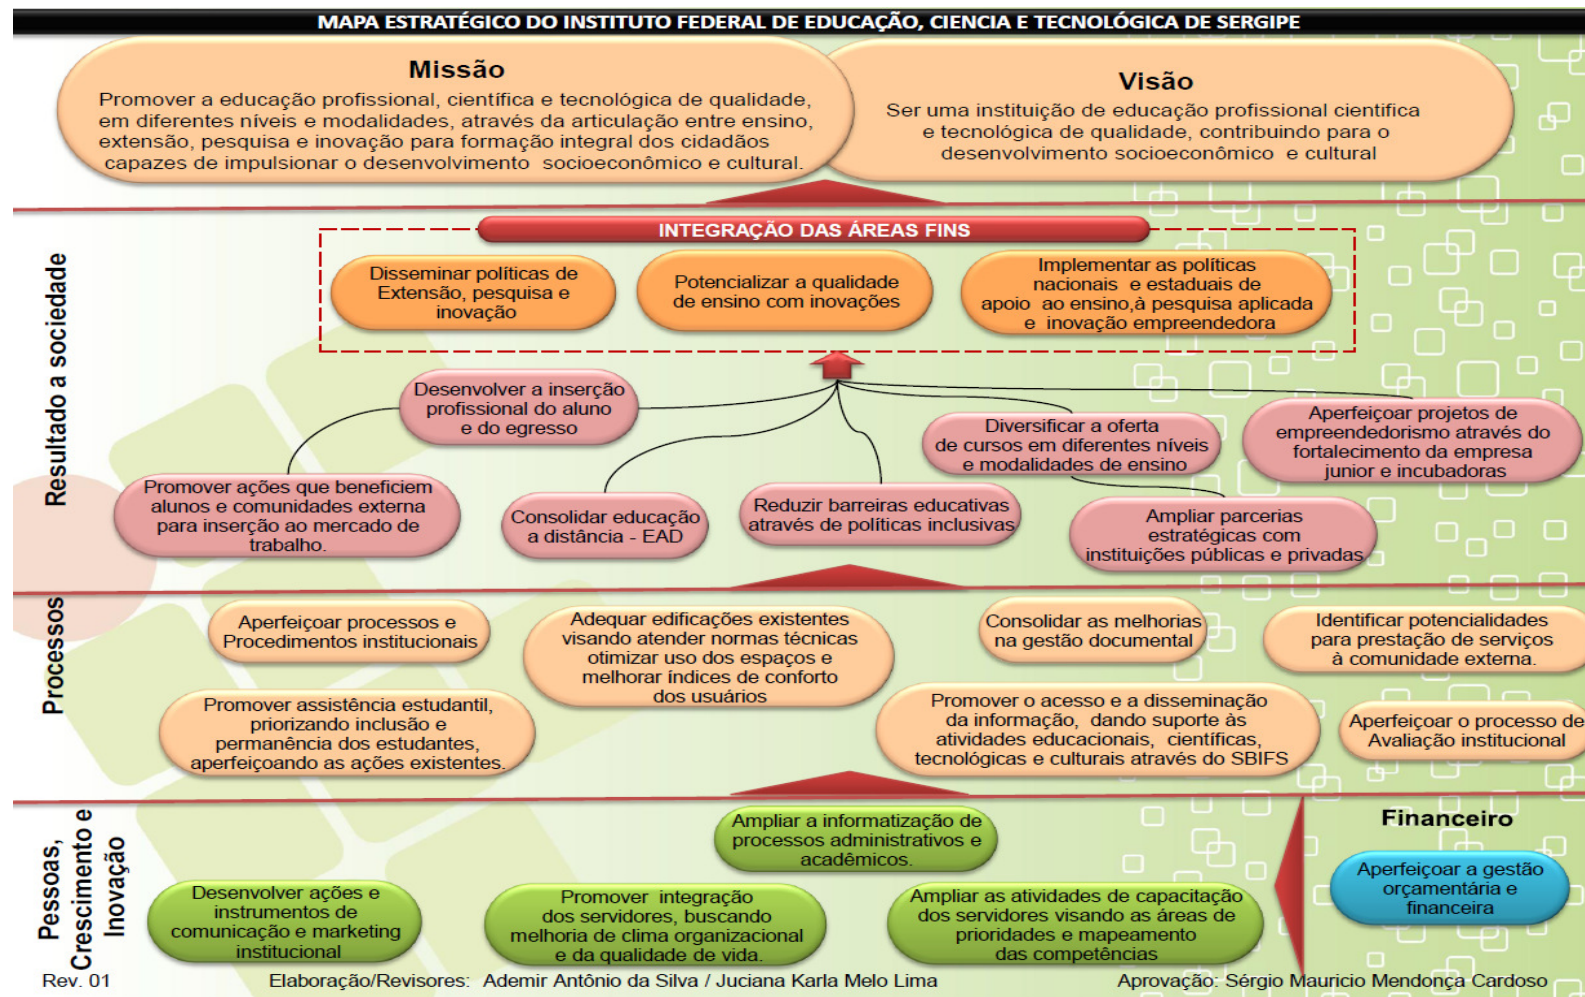 MAPA ESTRATÉGICO DO INSTITUTO FEDERAL DE EDUCAÇÃO, CIENCIA E TECNOLÓGICA DE SERGIPE
Missão
Promover a educação profissional, científica e tecnológica de qualidade,
em diferentes níveis e modalidades, através da articulação entre ensino,
extensão, pesquisa e inovação para formação integral dos cidadãos
capazes de impulsionar o desenvolvimento socioeconômico e cultural.
Visão
Ser uma instituição de educação profissional cientifica
e tecnológica de qualidade, contribuindo para o
desenvolvimento socioeconômico e cultural
Resultado a sociedade
INTEGRAÇÃO DAS ÁREAS FINS
Disseminar políticas de
Extensão, pesquisa e
inovação
Potencializar a qualidade
de ensino com inovações
Implementar as políticas
nacionais e estaduais de
apoio ao ensino,à pesquisa aplicada
e inovação empreendedora
Desenvolver a inserção
profissional do aluno
e do egresso
Diversificar a oferta
de cursos em diferentes níveis
e modalidades de ensino
Aperfeiçoar projetos de
empreendedorismo através do
fortalecimento da empresa
junior e incubadoras
Promover ações que beneficiem
alunos e comunidades externa
para inserção ao mercado de
trabalho.
Consolidar educação
a distância - EAD
Reduzir barreiras educativas
através de políticas inclusivas
Ampliar parcerias
estratégicas com
instituições públicas e privadas
Processos
Aperfeiçoar processos e
Procedimentos institucionais
Adequar edificações existentes
visando atender normas técnicas
otimizar uso dos espaços e
melhorar índices de conforto
dos usuários
Consolidar as melhorias
na gestão documental
Identificar potencialidades
para prestação de serviços
à comunidade externa.
Promover assistência estudantil,
priorizando inclusão e
permanência dos estudantes,
aperfeiçoando as ações existentes.
Promover o acesso e a disseminação
da informação, dando suporte às
atividades educacionais, científicas,
tecnológicas e culturais através do SBIFS
Aperfeiçoar o processo de
Avaliação institucional
Pessoas,
Crescimento e
Inovação
Ampliar a informatização de
processos administrativos e
acadêmicos.
Desenvolver ações e
instrumentos de
comunicação e marketing
institucional
Promover integração
dos servidores, buscando
melhoria de clima organizacional
e da qualidade de vida.
Ampliar as atividades de capacitação
dos servidores visando as áreas de
prioridades e mapeamento
das competências
Financeiro
Aperfeiçoar a gestão
orçamentária e
financeira
Rev. 01
Elaboração/Revisores: Ademir Antônio da Silva / Juciana Karla Melo Lima
Aprovação: Sérgio Mauricio Mendonça Cardoso